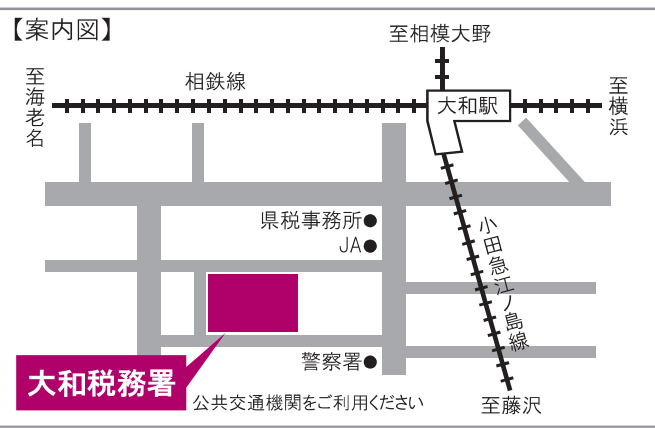 【案内図】
至相模大野
至海老名
相鉄線
大和駅
至横浜
県税事務所
JA
小田急江ノ島線
警察署
大和税務署
公共交通機関をご利用ください
至藤沢